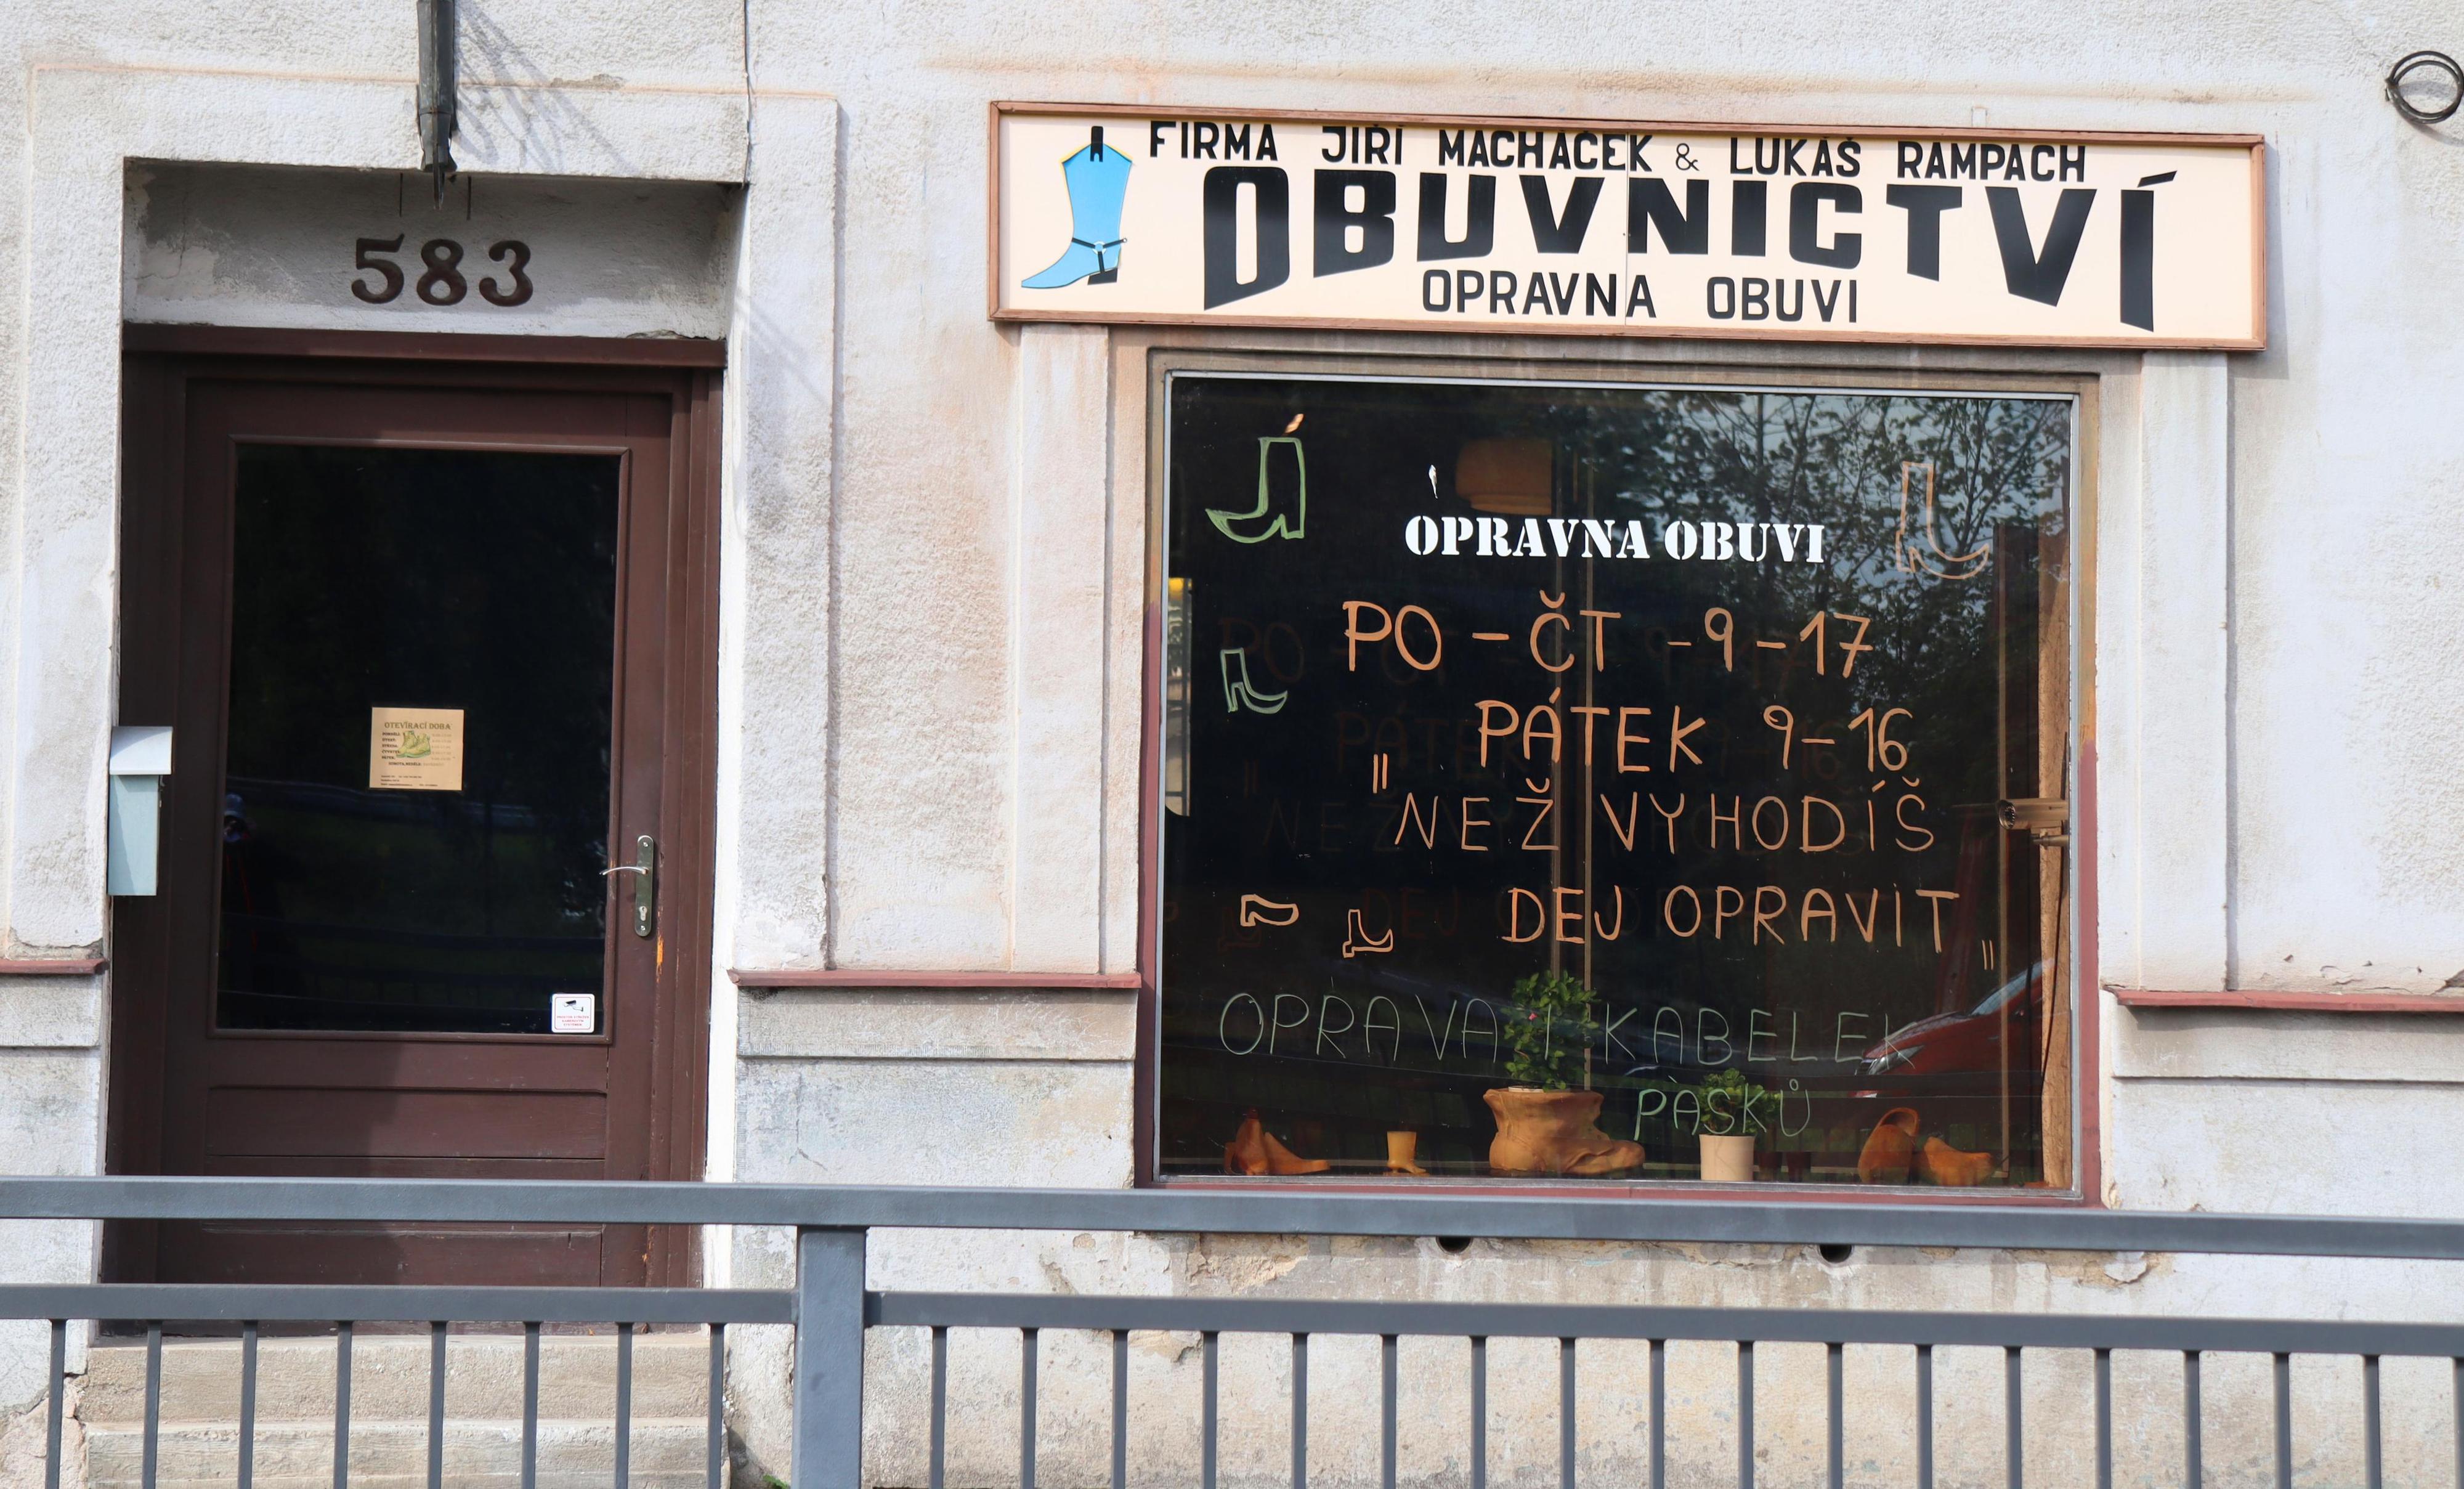 583
FIRMA JIŘÍ MACHÁČEK & LUKÁŠ RAMPACH
OBUVNICTVÍ
OPRAVNA OBUVI
OPRAVNA OBUVI
PO - ČT - 9 - 17
PÁTEK 9 - 16
"NEŽ VYHODÍŠ
DEJ OPRAVIT"
OPRAVA I KABELEK
PÁSKŮ
OTEVÍRACÍ DOBA